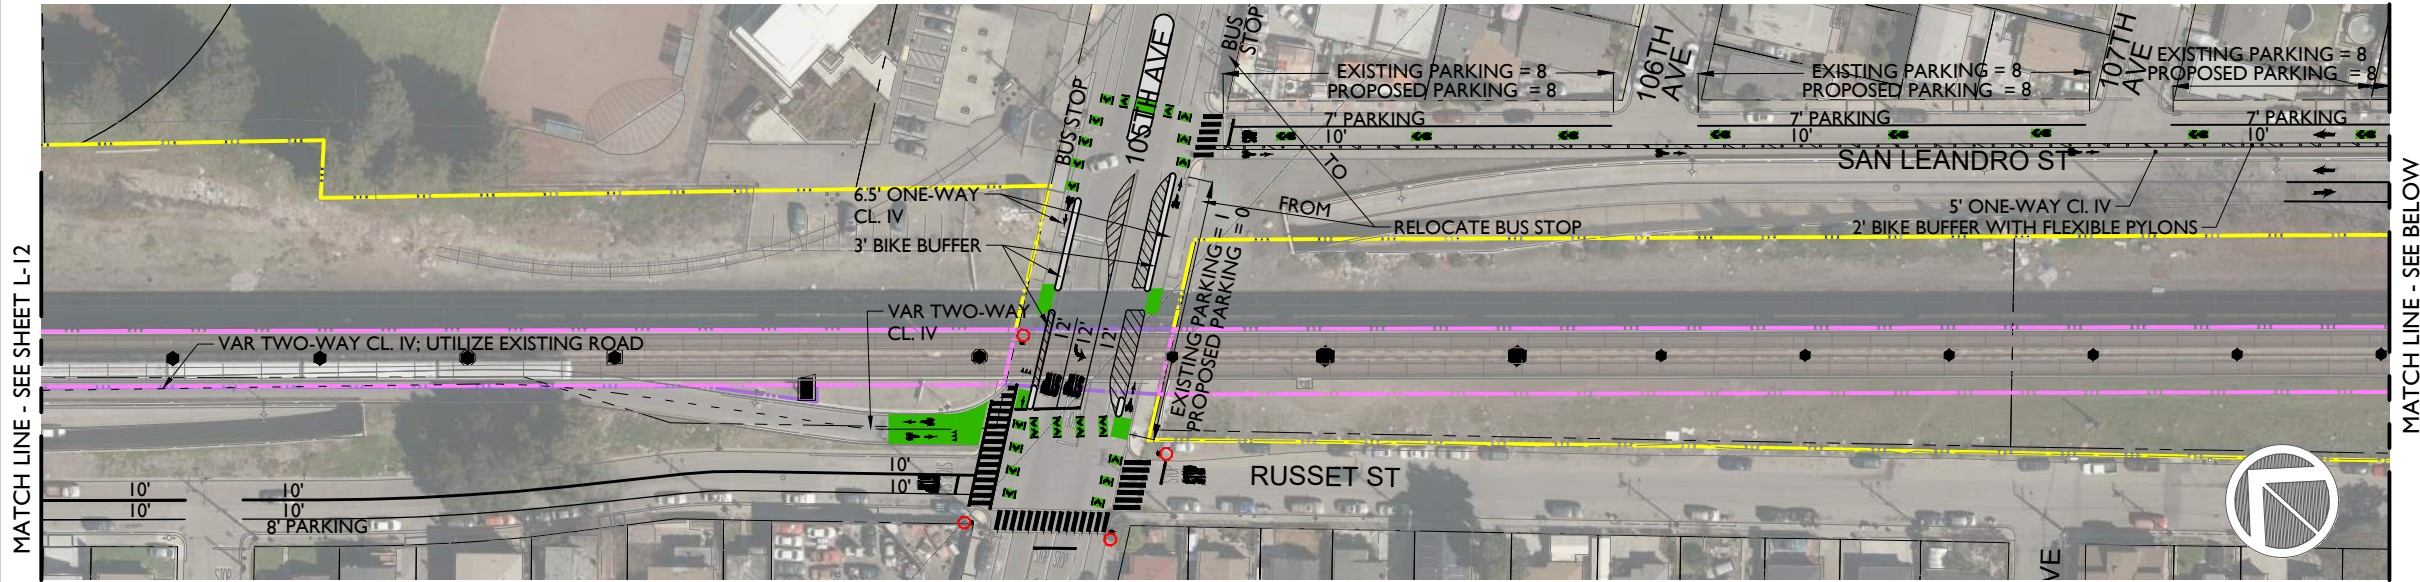 MATCH LINE - SEE SHEET L-12
BUS STOP
105TH AVE
BUS
STOP
106TH
AVE
107TH
AVE
EXISTING PARKING = 8
PROPOSED PARKING = 8
EXISTING PARKING = 8
PROPOSED PARKING = 8
EXISTING PARKING = 8
PROPOSED PARKING = 8
7' PARKING
10'
7' PARKING
10'
7' PARKING
10'
SAN LEANDRO ST
TO
FROM
RELOCATE BUS STOP
6.5' ONE-WAY
CL. IV
3' BIKE BUFFER
5' ONE-WAY Cl. IV
2' BIKE BUFFER WITH FLEXIBLE PYLONS
EXISTING PARKING = 1
PROPOSED PARKING = 0
VAR TWO-WAY
CL. IV
VAR TWO-WAY CL. IV; UTILIZE EXISTING ROAD
12'
12'
12'
RUSSET ST
10'
10'
10'
10'
10'
10'
8' PARKING
STOP
VE
MATCH LINE - SEE BELOW